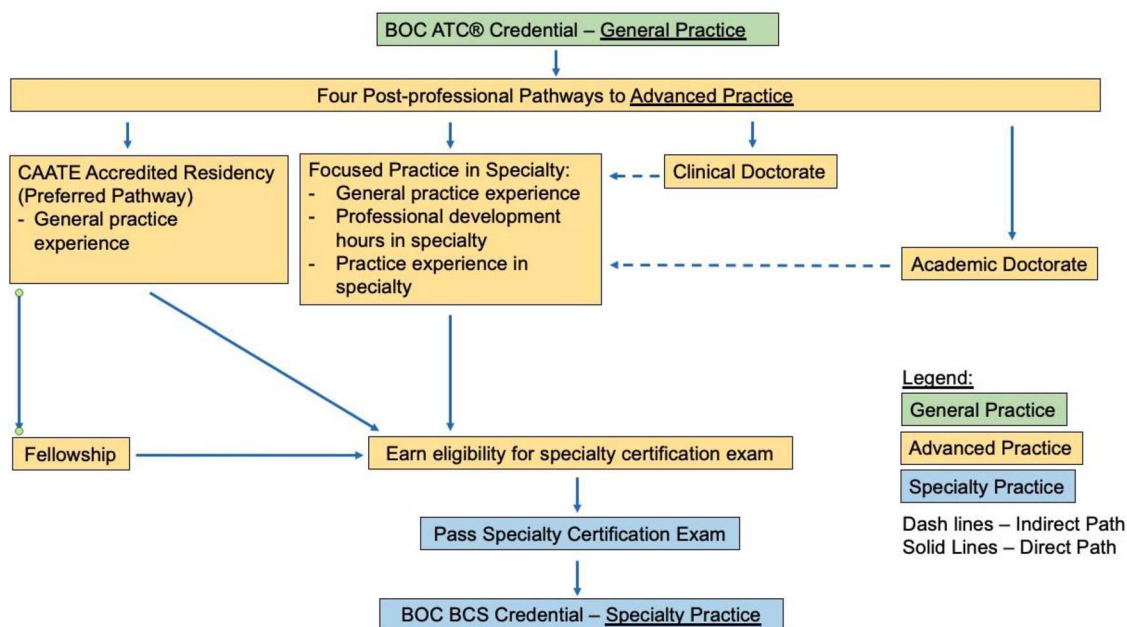 BOC ATC® Credential – General Practice
Four Post-professional Pathways to Advanced Practice
CAATE Accredited Residency
(Preferred Pathway)
- General practice
experience
Focused Practice in Specialty:
- General practice experience
- Professional development
hours in specialty
- Practice experience in
specialty
Clinical Doctorate
Academic Doctorate
Fellowship
Earn eligibility for specialty certification exam
Pass Specialty Certification Exam
BOC BCS Credential – Specialty Practice
Legend:
General Practice
Advanced Practice
Specialty Practice
Dash lines – Indirect Path
Solid Lines – Direct Path